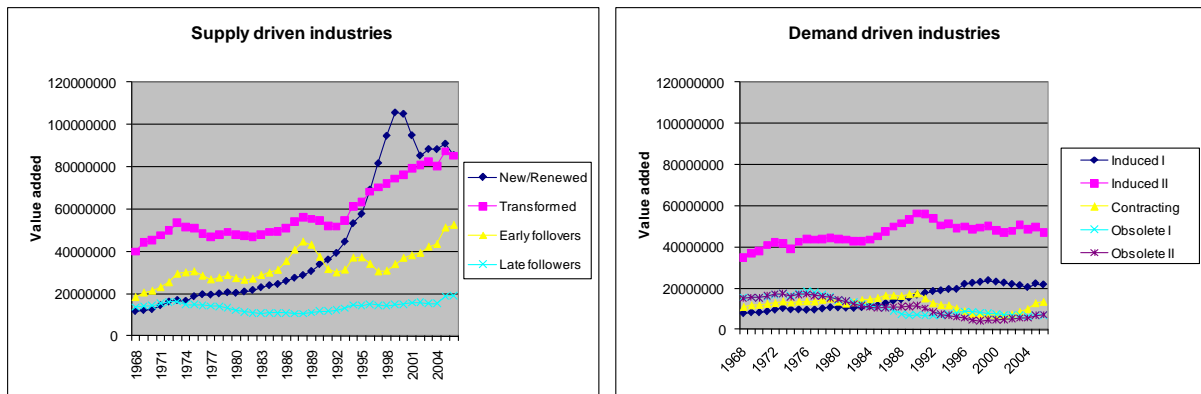 Supply driven industries
Value added
120000000
100000000
80000000
60000000
40000000
20000000
0
1968
1971
1974
1977
1980
1983
1986
1989
1992
1995
1998
2001
2004
New/Renewed
Transformed
Early follovers
Late followers
Demand driven industries
Value added
120000000
100000000
80000000
60000000
40000000
20000000
0
1968
1972
1976
1980
1984
1988
1992
1996
2000
2004
Induced I
Induced II
Contracting
Obsolete I
Obsolete II